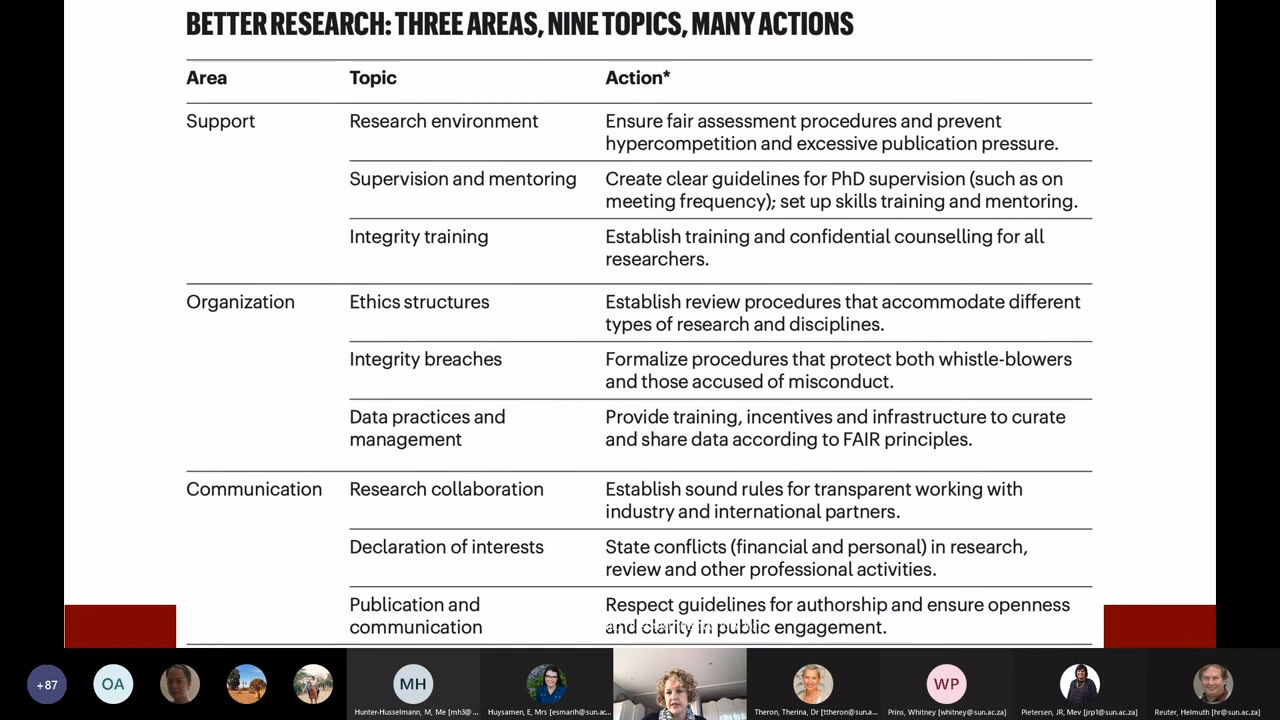 BETTER RESEARCH: THREE AREAS, NINE TOPICS, MANY ACTIONS
Area Topic Action*
Support Research environment Ensure fair assessment procedures and prevent
hypercompetition and excessive publication pressure.
Supervision and mentoring Create clear guidelines for PhD supervision (such as on
meeting frequency); set up skills training and mentoring.
Integrity training Establish training and confidential counselling for all
researchers.
Organization Ethics structures Establish review procedures that accommodate different
types of research and disciplines.
Integrity breaches Formalize procedures that protect both whistle-blowers
and those accused of misconduct.
Data practices and Provide training, incentives and infrastructure to curate
management and share data according to FAIR principles.
Communication Research collaboration Establish sound rules for transparent working with
industry and international partners.
Declaration of interests State conflicts (financial and personal) in research,
review and other professional activities.
Publication and Respect guidelines for authorship and ensure openness
communication and clarity in public engagement.
+87 OA MH WP
Hunter-Husselmann, M, Me [mh3@... Huysamen, E, Mrs [esmarih@sun.ac... Theron, Therina, Dr [ttheron@sun.a... Prins, Whitney [whitney@sun.ac.za] Pietersen, JR, Mev [jrp1@sun.ac.za] Reuter, Helmuth [hr@sun.ac.za]